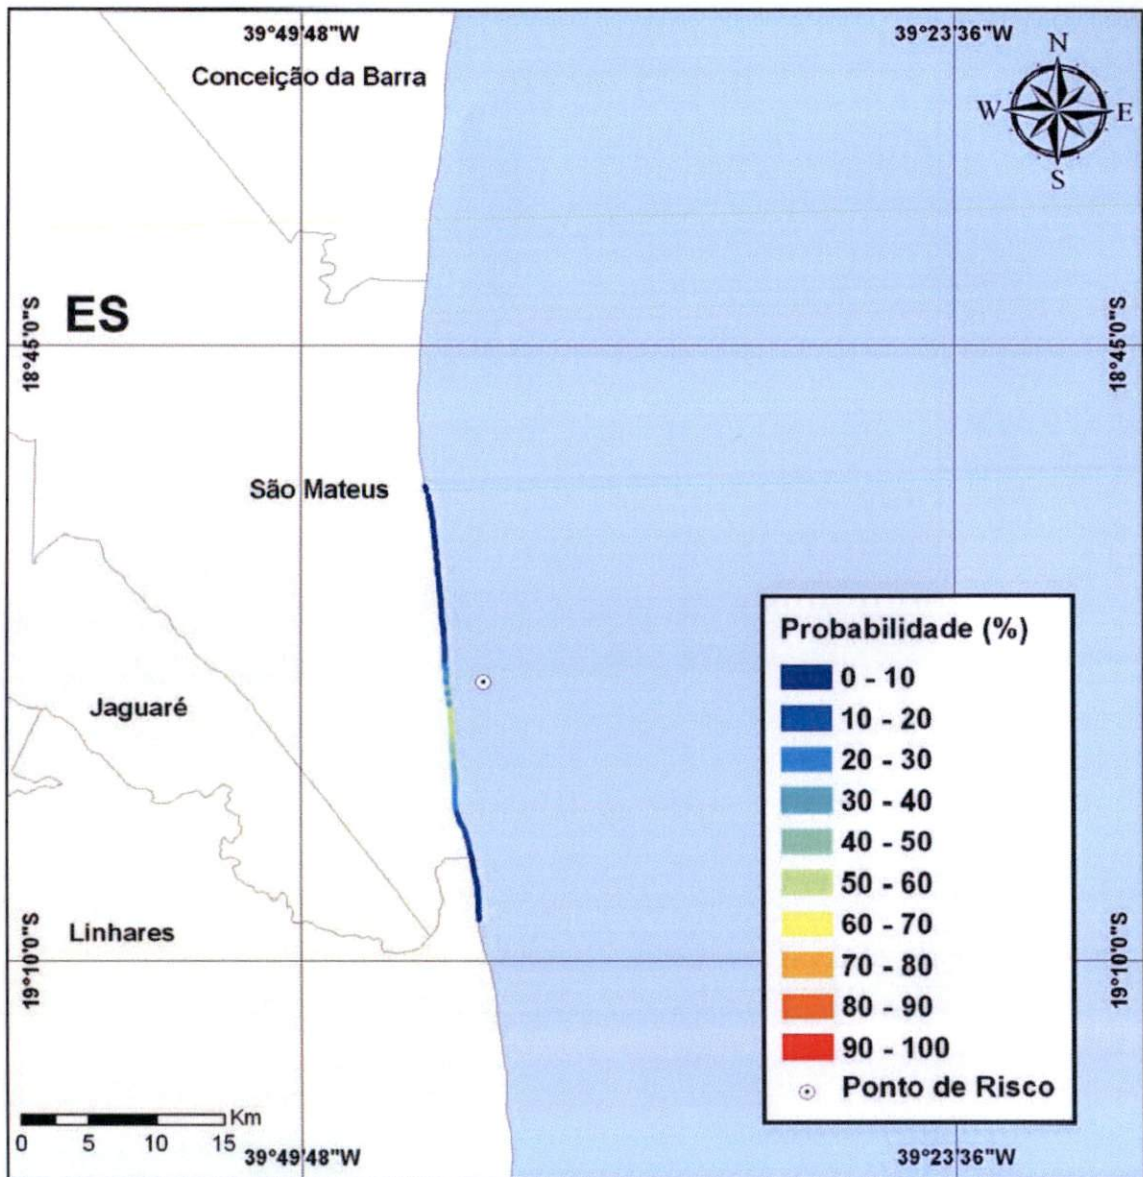 39°49'48"W
39°23'36"W
Conceição da Barra
N
W
E
S
ES
18°45'0"S
18°45'0"S
São Mateus
Probabilidade (%)
0 - 10
10 - 20
20 - 30
30 - 40
40 - 50
50 - 60
60 - 70
70 - 80
80 - 90
90 - 100
Ponto de Risco
Jaguaré
Linhares
19°10'0"S
19°10'0"S
Km
0 5 10 15
39°49'48"W
39°23'36"W